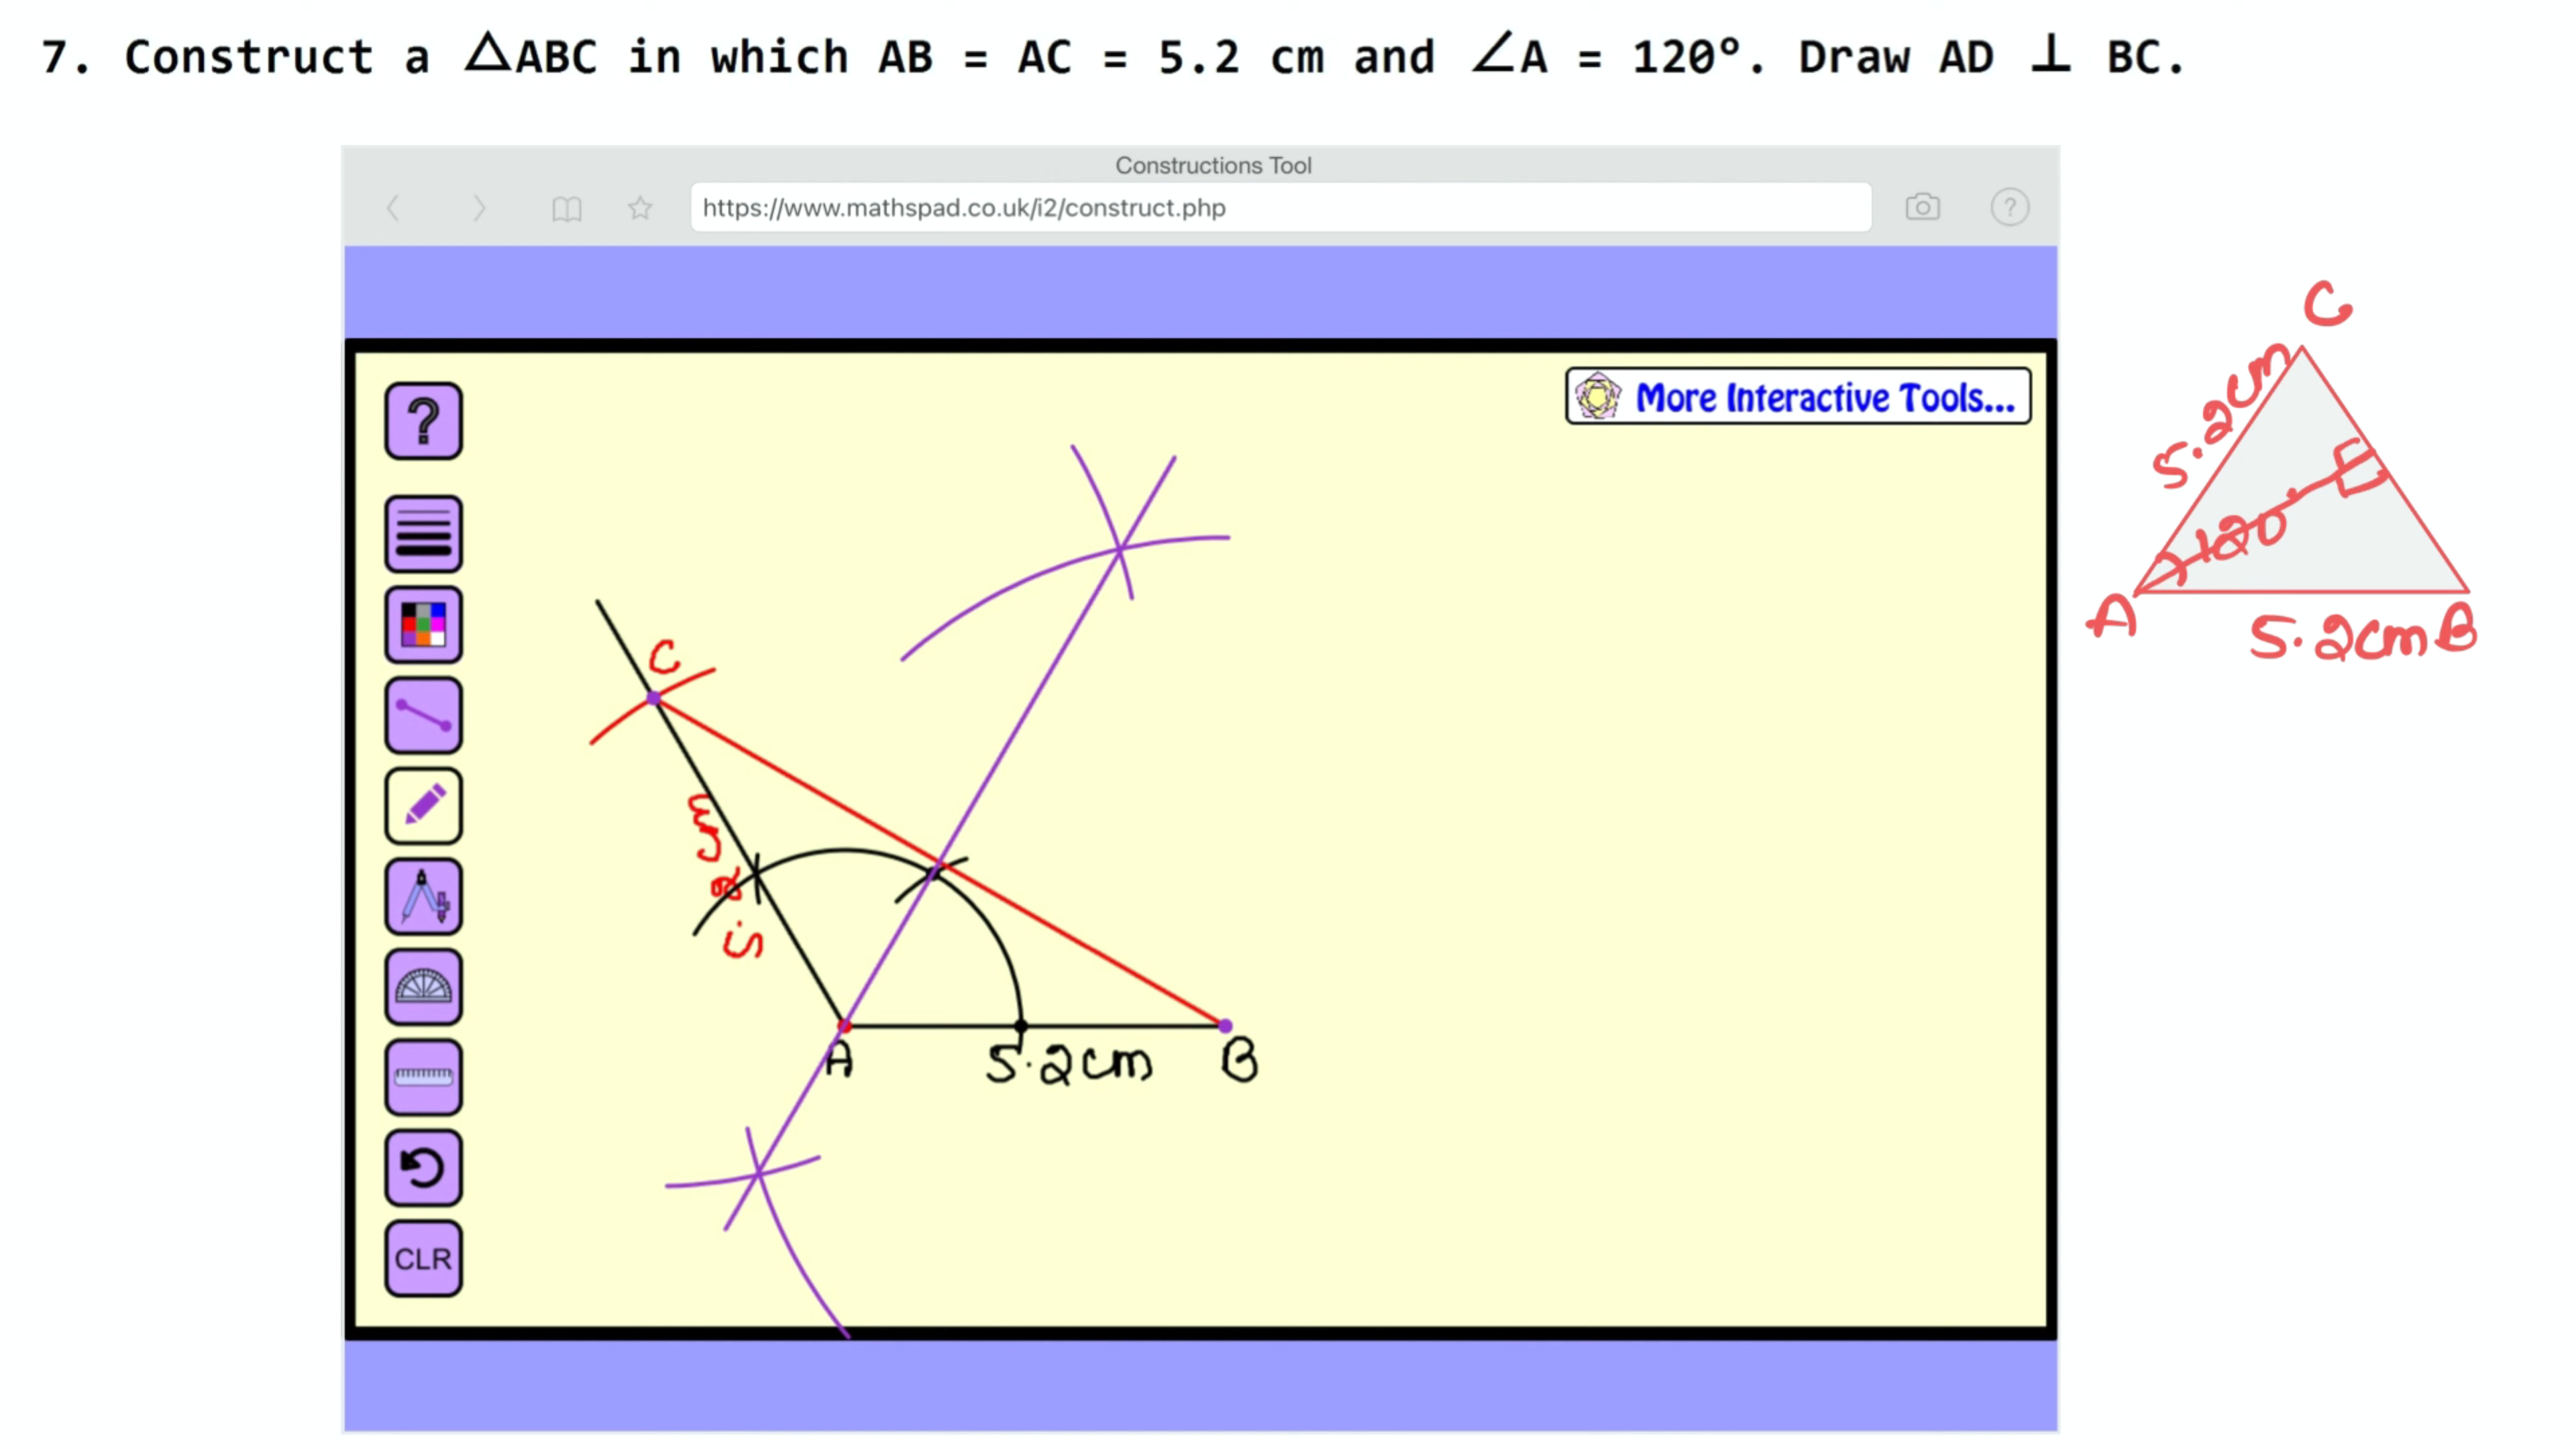 7. Construct a △ABC in which AB = AC = 5.2 cm and ∠A = 120°. Draw AD ⊥ BC.
Constructions Tool
https://www.mathspad.co.uk/i2/construct.php
?
?
More Interactive Tools...
C
5.2cm
120°
A
5.2cm
B
C
5.2cm
A
5.2cm
B
CLR